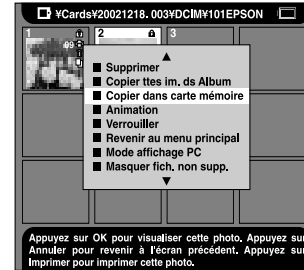 ¥Cards¥20021218. 003¥DCIM¥101EPSON
1 2 3
Supprimer
Copier ttes im. ds Album
Copier dans carte mémoire
Animation
Verrouiller
Revenir au menu principal
Mode affichage PC
Masquer fich. non supp.
Appuyez sur OK pour visualiser cette photo. Appuyez sur
Annuler pour revenir à l'écran précédent. Appuyez sur
Imprimer pour imprimer cette photo.